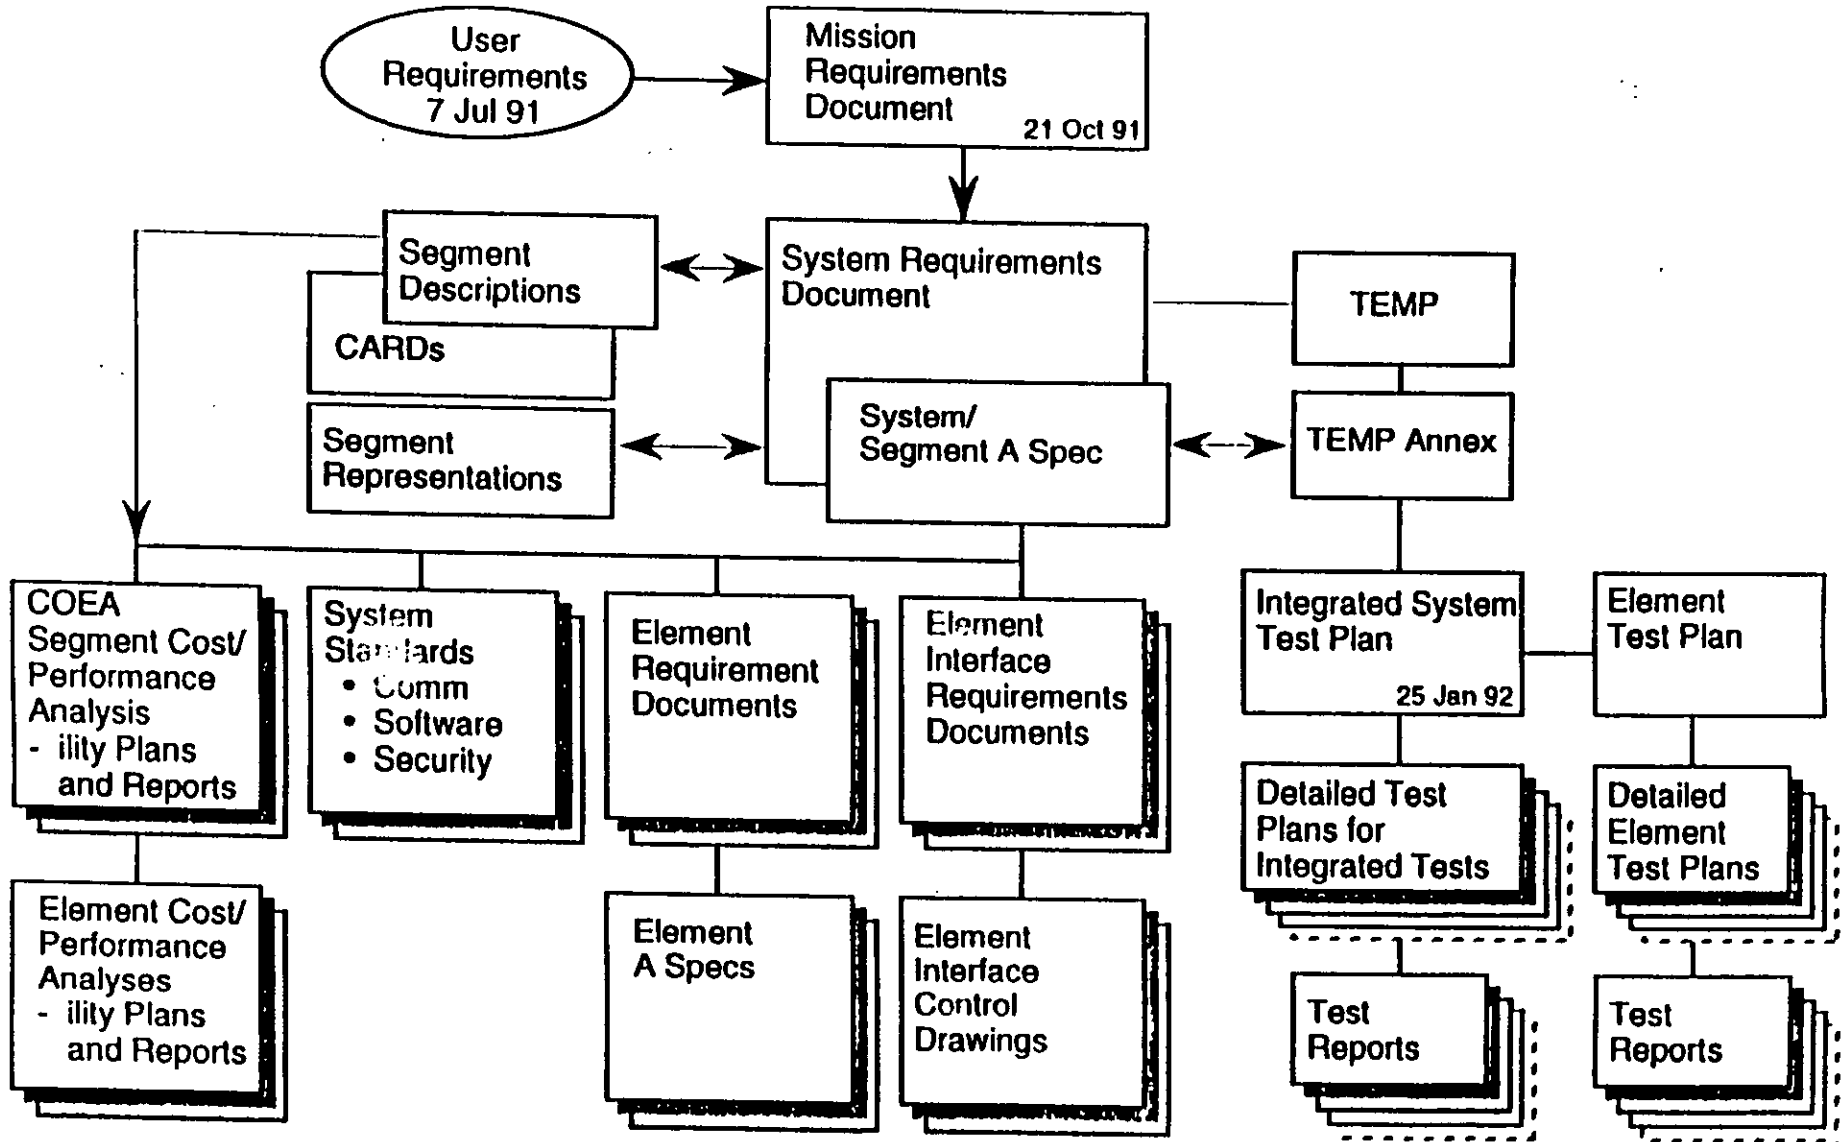 User
Requirements
7 Jul 91
Mission
Requirements
Document
21 Oct 91
Segment
Descriptions
CARDs
Segment
Representations
System Requirements
Document
System/
Segment A Spec
TEMP
TEMP Annex
COEA
Segment Cost/
Performance
Analysis
- ility Plans
and Reports
System
Standards
• Comm
• Software
• Security
Element
Requirement
Documents
Element
Interface
Requirements
Documents
Integrated System
Test Plan
25 Jan 92
Element
Test Plan
Detailed Test
Plans for
Integrated Tests
Detailed
Element
Test Plans
Element Cost/
Performance
Analyses
- ility Plans
and Reports
Element
A Specs
Element
Interface
Control
Drawings
Test
Reports
Test
Reports